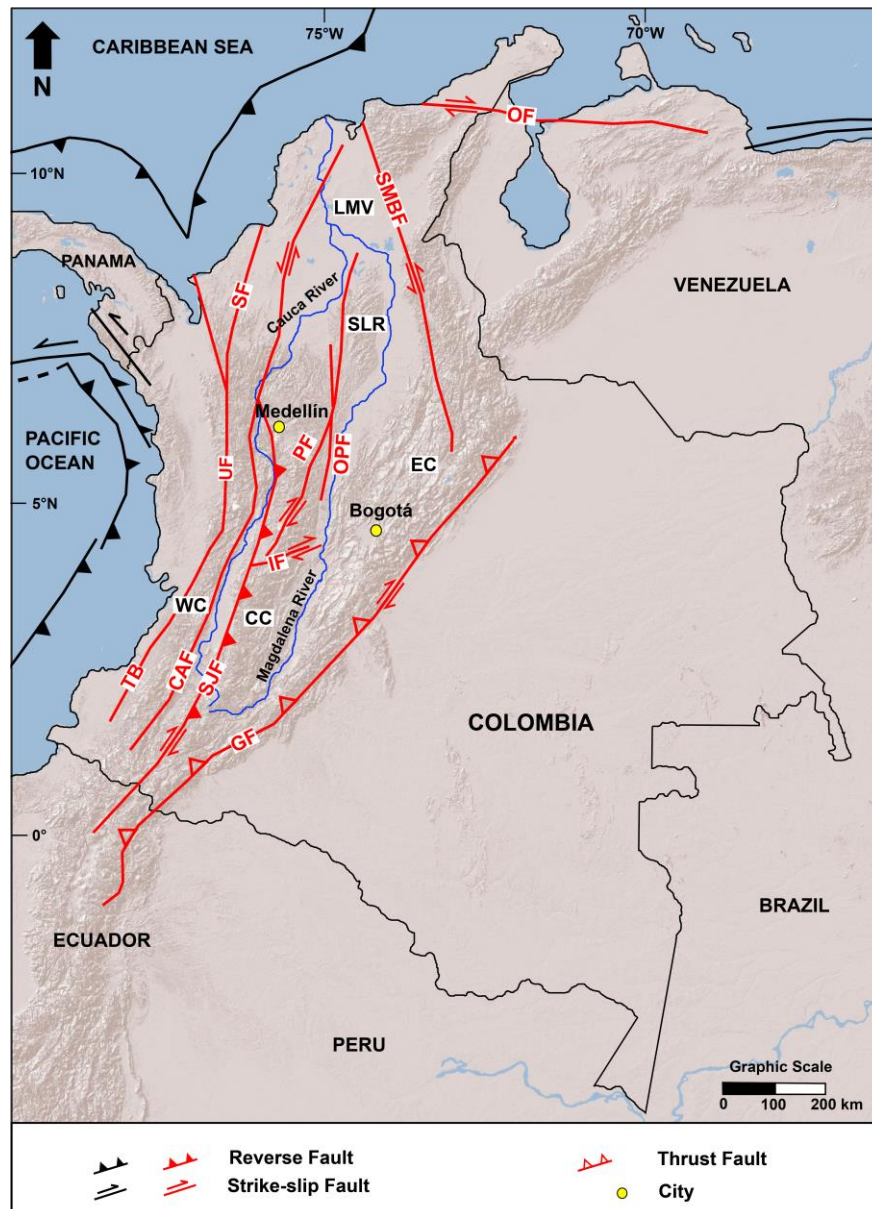 75°W
70°W
CARIBBEAN SEA
N
OF
10°N
SMBF
LMV
PANAMA
VENEZUELA
SF
Cauca River
SLR
Medellín
PACIFIC
OCEAN
PF
OPF
EC
UF
5°N
Bogotá
IF
WC
CC
Magdalena River
TB
CAF
SJF
COLOMBIA
GF
0°
BRAZIL
ECUADOR
PERU
Graphic Scale
0 100 200 km
Reverse Fault
Thrust Fault
Strike-slip Fault
City